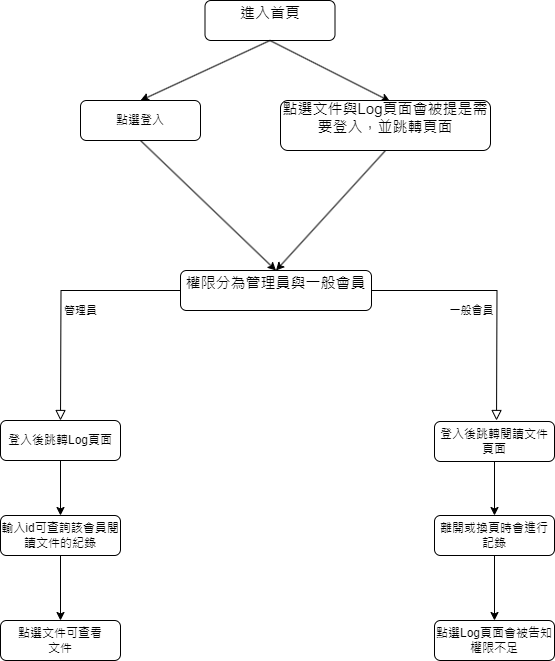 進入首頁
點選登入
點選文件與Log頁面會被提是需
要登入，並跳轉頁面
權限分為管理員與一般會員
管理員
一般會員
登入後跳轉Log頁面
登入後跳轉閱讀文件
頁面
輸入id可查詢該會員閱
讀文件的紀錄
離開或換頁時會進行
記錄
點選文件可查看
文件
點選Log頁面會被告知
權限不足